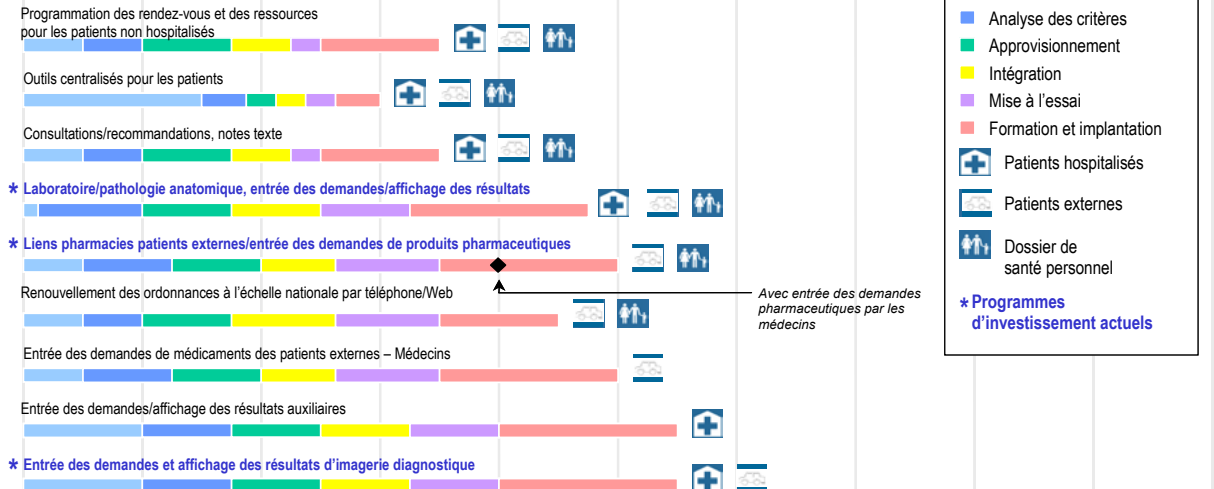 Programmation des rendez-vous et des ressources
pour les patients non hospitalisés
Outils centralisés pour les patients
Consultations/recommandations, notes texte
* Laboratoire/pathologie anatomique, entrée des demandes/affichage des résultats
* Liens pharmacies patients externes/entrée des demandes de produits pharmaceutiques
Renouvellement des ordonnances à l’échelle nationale par téléphone/Web
Avec entrée des demandes
pharmaceutiques par les
médecins
Entrée des demandes de médicaments des patients externes – Médecins
Entrée des demandes/affichage des résultats auxiliaires
* Entrée des demandes et affichage des résultats d’imagerie diagnostique
Analyse des critères
Approvisionnement
Intégration
Mise à l’essai
Formation et implantation
Patients hospitalisés
Patients externes
Dossier de
santé personnel
* Programmes
d’investissement actuels